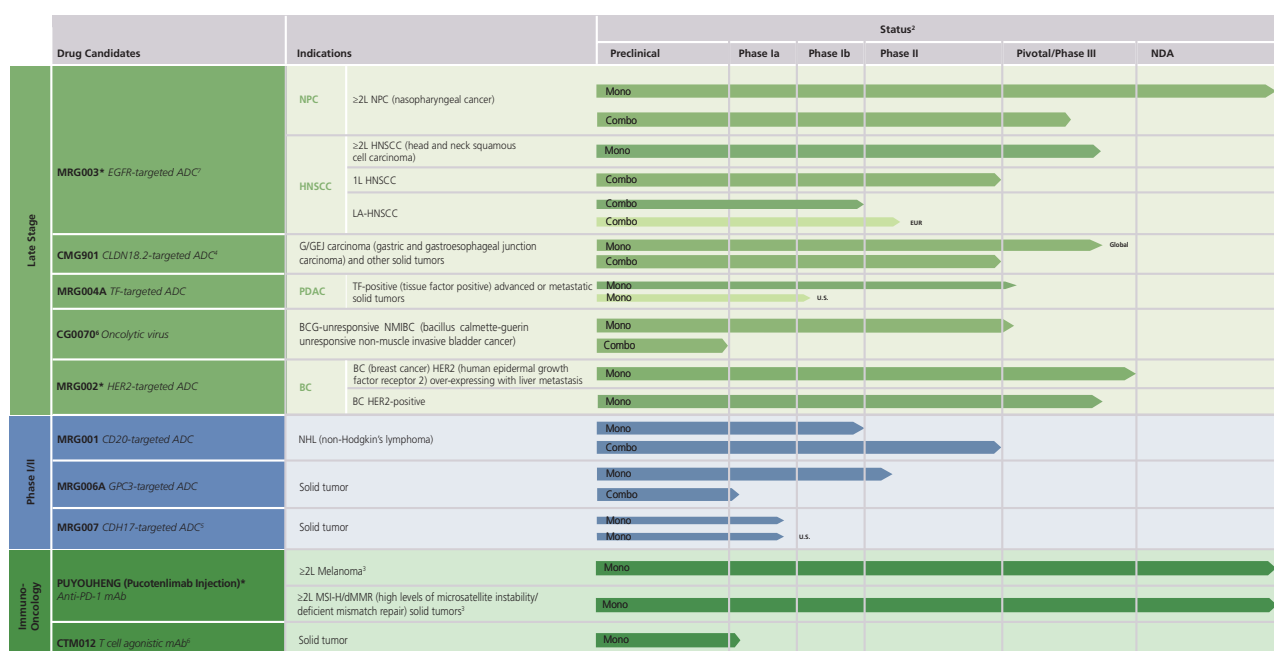 Status²
Drug Candidates
Indications
Preclinical
Phase Ia
Phase Ib
Phase II
Pivotal/Phase III
NDA
Late Stage
MRG003* EGFR-targeted ADC⁷
NPC
≥2L NPC (nasopharyngeal cancer)
Mono
Combo
HNSCC
≥2L HNSCC (head and neck squamous
cell carcinoma)
Mono
1L HNSCC
Combo
LA-HNSCC
Combo
Combo
EUR
CMG901 CLDN18.2-targeted ADC⁴
G/GEJ carcinoma (gastric and gastroesophageal junction
carcinoma) and other solid tumors
Mono
Global
Combo
MRG004A TF-targeted ADC
PDAC
TF-positive (tissue factor positive) advanced or metastatic
solid tumors
Mono
Mono
U.S.
CG0070⁶ Oncolytic virus
BCG-unresponsive NMIBC (bacillus calmette-guerin
unresponsive non-muscle invasive bladder cancer)
Mono
Combo
MRG002* HER2-targeted ADC
BC
BC (breast cancer) HER2 (human epidermal growth
factor receptor 2) over-expressing with liver metastasis
Mono
BC HER2-positive
Mono
Phase I/II
MRG001 CD20-targeted ADC
NHL (non-Hodgkin's lymphoma)
Mono
Combo
MRG006A GPC3-targeted ADC
Solid tumor
Mono
Combo
MRG007 CDH17-targeted ADC⁵
Solid tumor
Mono
Mono
U.S.
Immuno-
Oncology
PUYOUHENG (Pucotenlimab Injection)*
Anti-PD-1 mAb
≥2L Melanoma³
Mono
≥2L MSI-H/dMMR (high levels of microsatellite instability/
deficient mismatch repair) solid tumors³
Mono
CTM012 T cell agonistic mAb⁸
Solid tumor
Mono